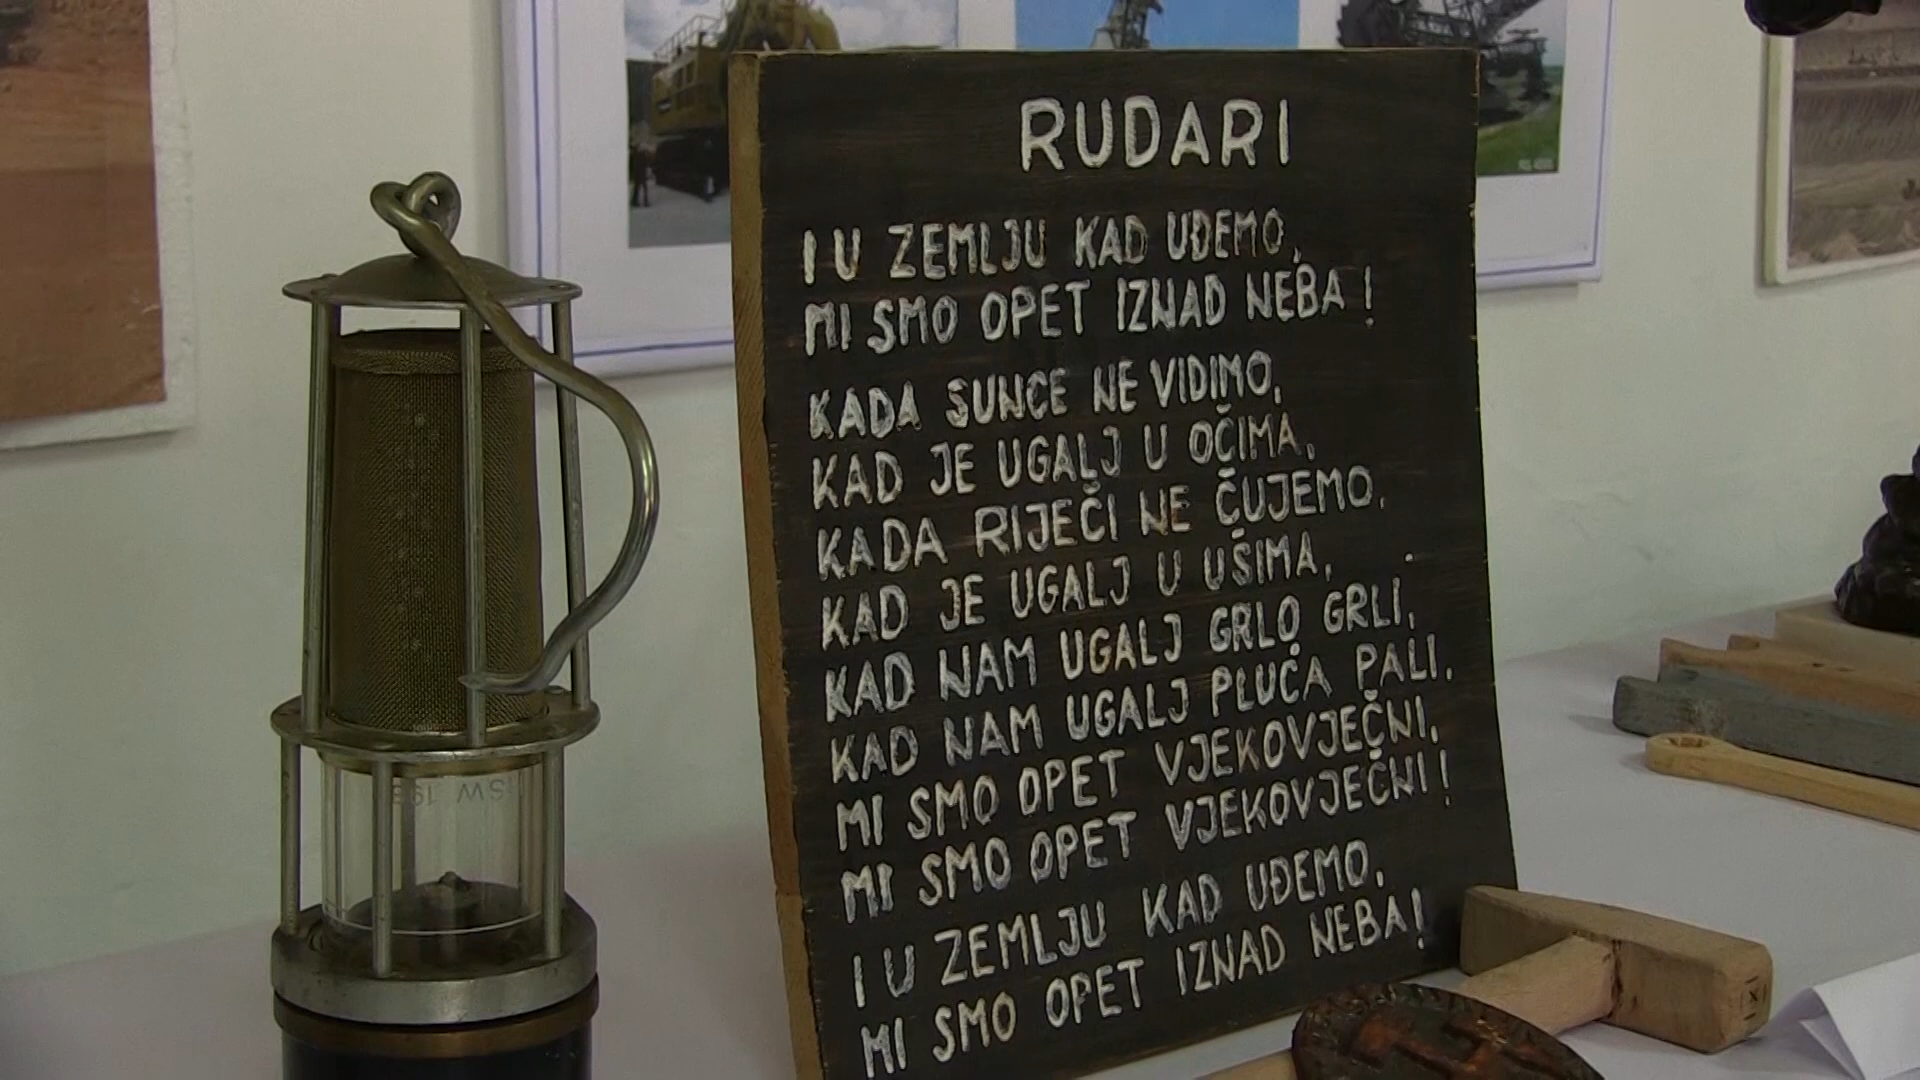 RUDARI
I U ZEMLJU KAD UĐEMO,
MI SMO OPET IZNAD NEBA!
KADA SUNCE NE VIDIMO,
KAD JE UGALJ U OČIMA,
KADA RIJEČI NE ČUJEMO,
KAD JE UGALJ U UŠIMA,
KAD NAM UGALJ GRLO GRLI,
KAD NAM UGALJ PLUĆA PALI,
MI SMO OPET VJEKOVJEČNI,
MI SMO OPET VJEKOVJEČNI!
I U ZEMLJU KAD UĐEMO,
MI SMO OPET IZNAD NEBA!